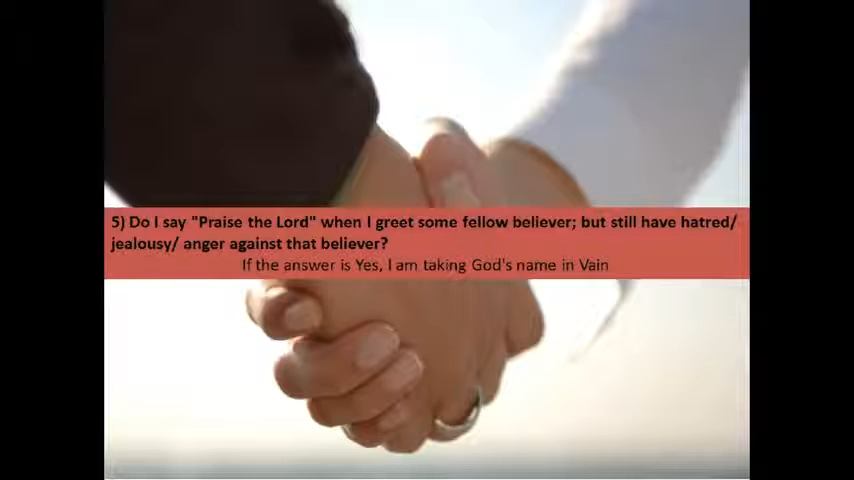 5) Do I say "Praise the Lord" when I greet some fellow believer; but still have hatred/
jealousy/ anger against that believer?
If the answer is Yes, I am taking God's name in Vain